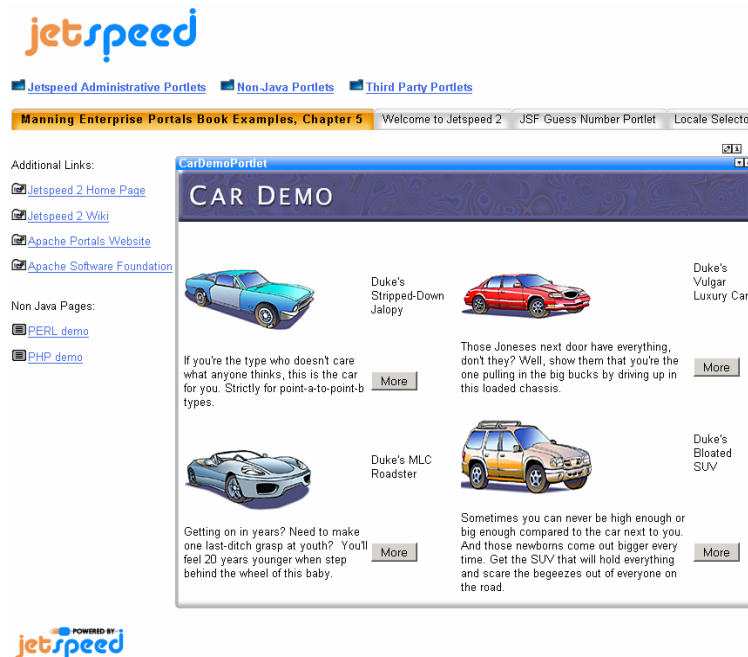 jetspeed
Jetspeed Administrative Portlets Non-Java Portlets Third Party Portlets
Manning Enterprise Portals Book Examples, Chapter 5 Welcome to Jetspeed 2 JSF Guess Number Portlet Locale Selecto
Additional Links:
Jetspeed 2 Home Page
Jetspeed 2 Wiki
Apache Portals Website
Apache Software Foundation
Non Java Pages:
PERL demo
PHP demo
CarDemoPortlet
CAR DEMO
Duke's
Stripped-Down
Jalopy
If you're the type who doesn't care
what anyone thinks, this is the car
for you. Strictly for point-a-to-point-b
types.
More
Duke's
Vulgar
Luxury Car
Those Joneses next door have everything,
don't they? Well, show them that you're the
one pulling in the big bucks by driving up in
this loaded chassis.
More
Duke's MLC
Roadster
Getting on in years? Need to make
one last-ditch grasp at youth? You'll
feel 20 years younger when step
behind the wheel of this baby.
More
Duke's
Bloated
SUV
Sometimes you can never be high enough or
big enough compared to the car next to you.
And those newborns come out bigger every
time. Get the SUV that will hold everything
and scare the begeezes out of everyone on
the road.
More
POWERED BY
jetspeed